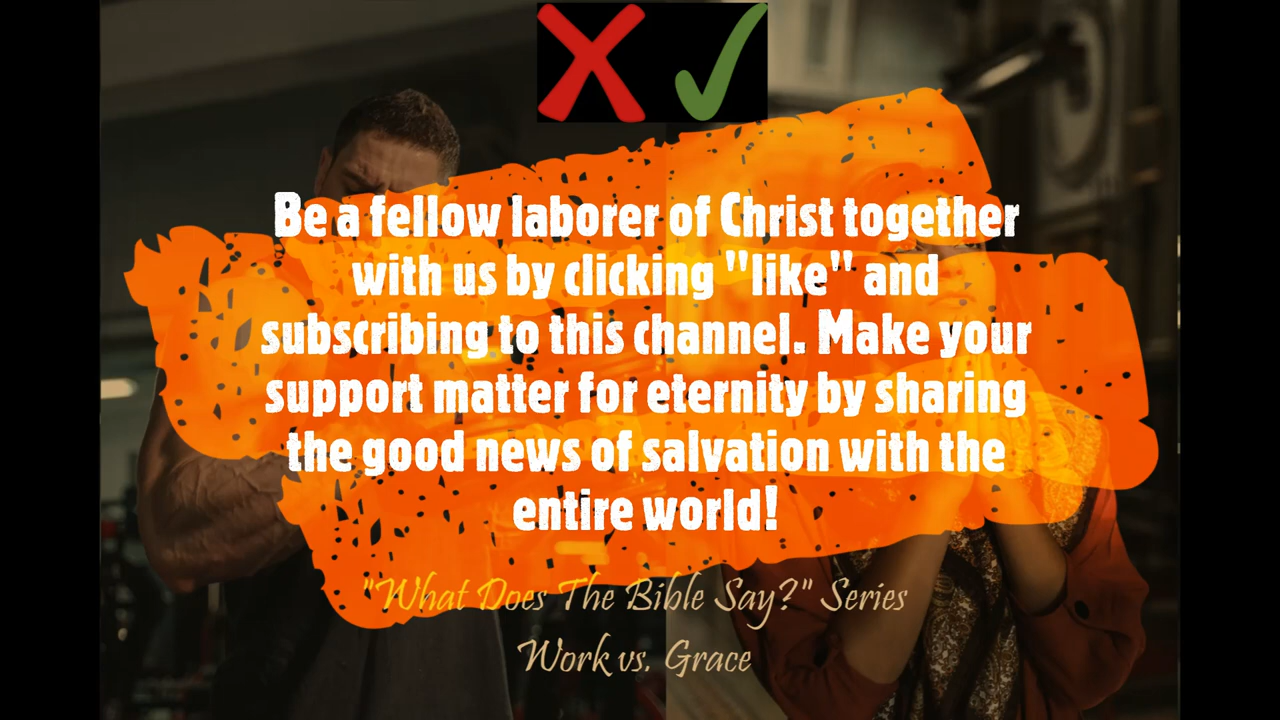 Be a fellow laborer of Christ together
with us by clicking "like" and
subscribing to this channel. Make your
support matter for eternity by sharing
the good news of salvation with the
entire world!
"What Does The Bible Say?" Series
Work vs. Grace